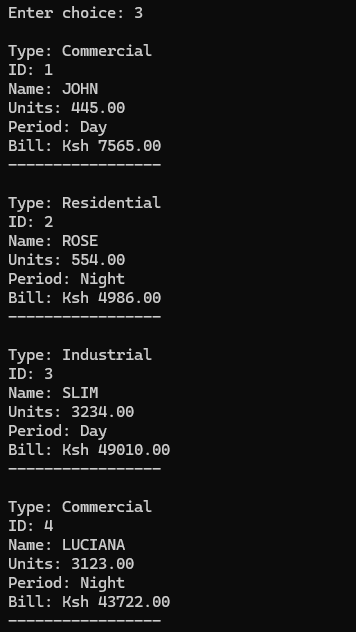 Enter choice: 3
Type: Commercial
ID: 1
Name: JOHN
Units: 445.00
Period: Day
Bill: Ksh 7565.00
-----------------
Type: Residential
ID: 2
Name: ROSE
Units: 554.00
Period: Night
Bill: Ksh 4986.00
-----------------
Type: Industrial
ID: 3
Name: SLIM
Units: 3234.00
Period: Day
Bill: Ksh 49010.00
-----------------
Type: Commercial
ID: 4
Name: LUCIANA
Units: 3123.00
Period: Night
Bill: Ksh 43722.00
-----------------